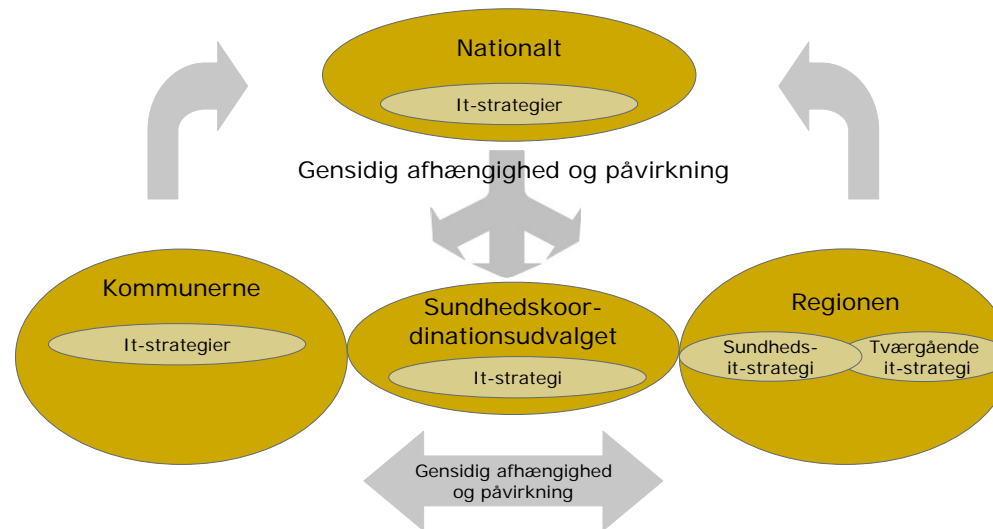 Nationalt
It-strategier
Gensidig afhængighed og påvirkning
Kommunerne
It-strategier
Sundhedskoor-
dinationsudvalget
It-strategi
Regionen
Sundheds-
it-strategi
Tværgående
it-strategi
Gensidig afhængighed
og påvirkning